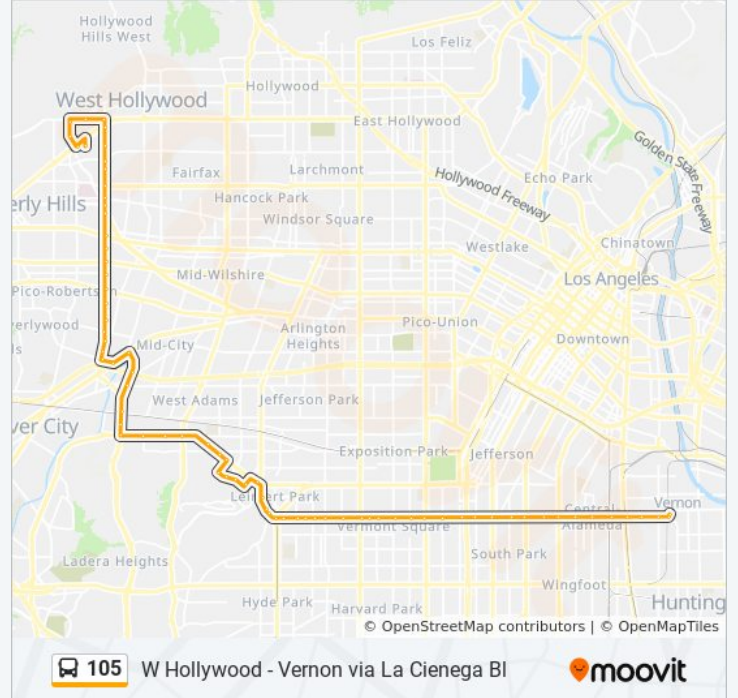 Hollywood
Hills West
Los Feliz
Hollywood
West Hollywood
East Hollywood
Golden State Freeway
Fairfax
Larchmont
Hollywood Freeway
Echo Park
erly Hills
Hancock Park
Windsor Square
Westlake
Chinatown
Mid-Wilshire
Los Angeles
Pico-Robertson
erlywood
ls
Arlington
Heights
Pico-Union
Mid-City
Downtown
West Adams
Jefferson Park
ver City
Exposition Park
Jefferson
Leimert Park
Vernon
Central-
Alameda
Vermont Square
South Park
Ladera Heights
Wingfoot
Hyde Park
Harvard Park
Hunting
© OpenStreetMap contributors | © OpenMapTiles
105
W Hollywood - Vernon via La Cienega Bl
moovit